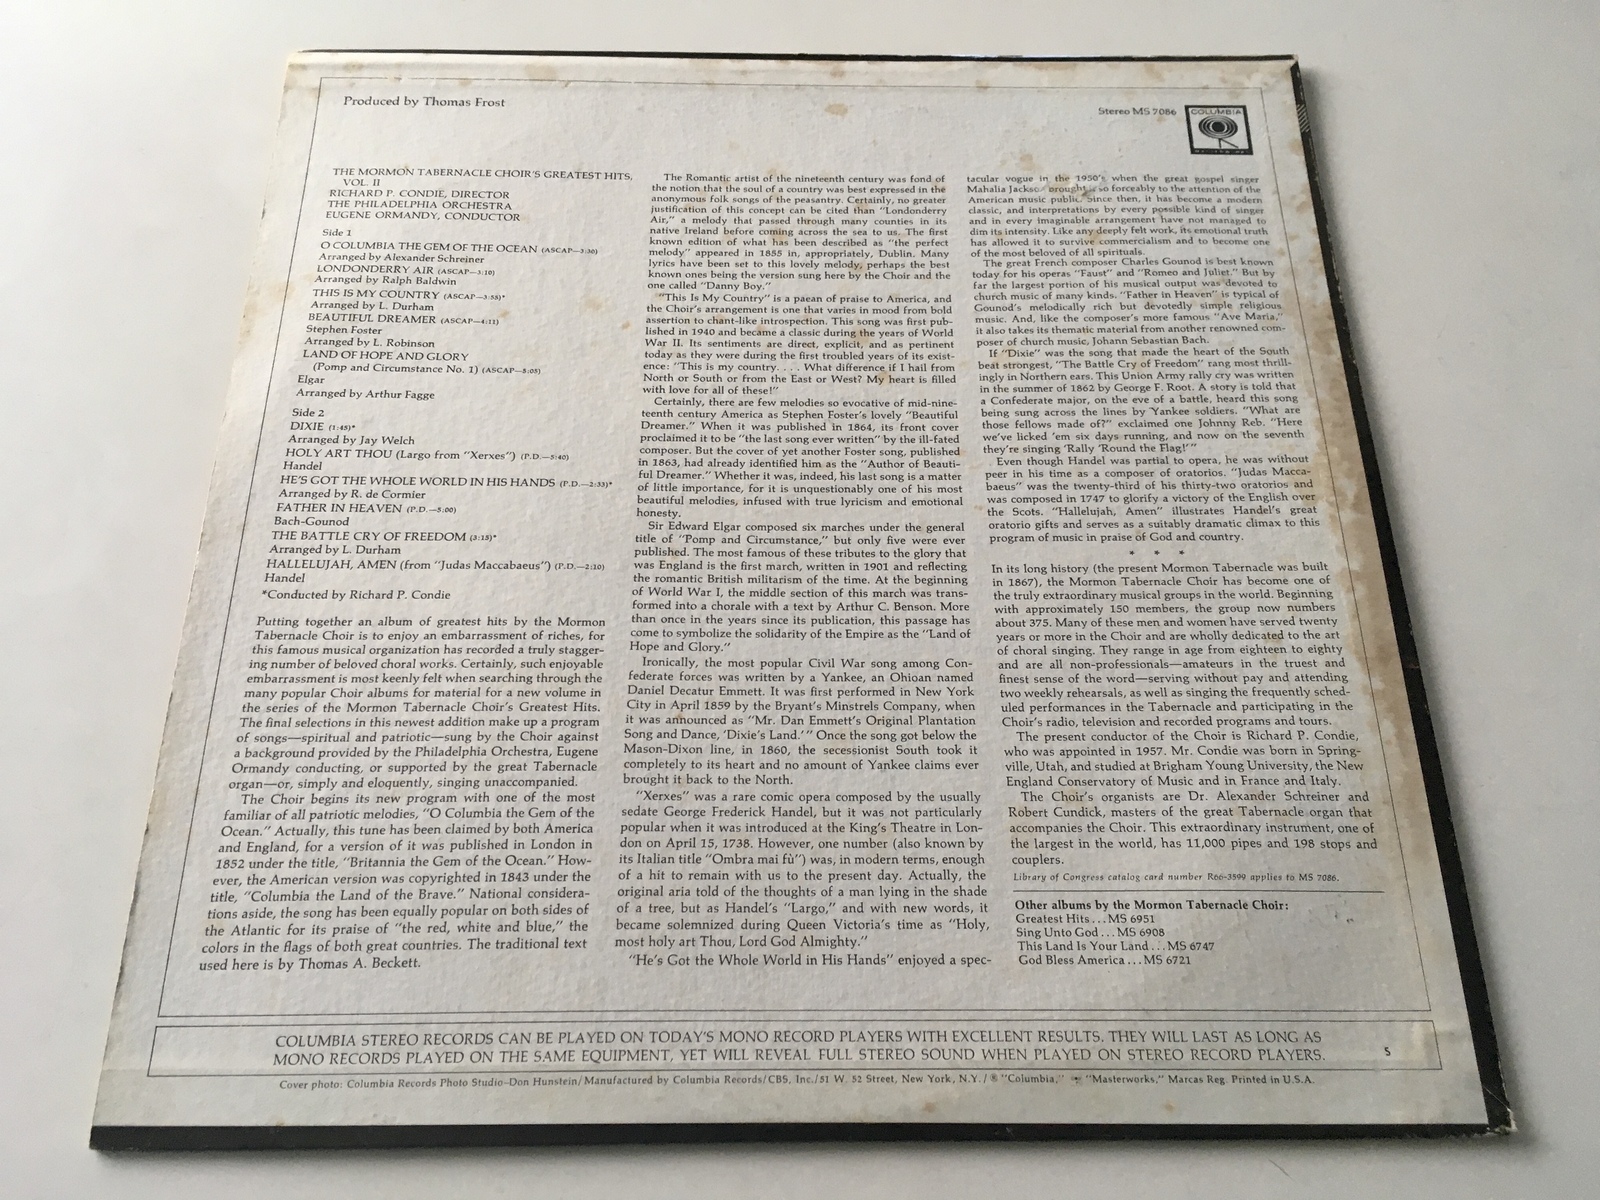 Produced by Thomas Frost
Stereo MS 7086
COLUMBIA
THE MORMON TABERNACLE CHOIR'S GREATEST HITS,
VOL. II
RICHARD P. CONDIE, DIRECTOR
THE PHILADELPHIA ORCHESTRA
EUGENE ORMANDY, CONDUCTOR
Side 1
O COLUMBIA THE GEM OF THE OCEAN (ASCAP—3:30)
Arranged by Alexander Schreiner
LONDONDERRY AIR (ASCAP—3:10)
Arranged by Ralph Baldwin
THIS IS MY COUNTRY (ASCAP—3:55)*
Arranged by L. Durham
BEAUTIFUL DREAMER (ASCAP—4:11)
Stephen Foster
Arranged by L. Robinson
LAND OF HOPE AND GLORY
(Pomp and Circumstance No. 1) (ASCAP—5:05)
Elgar
Arranged by Arthur Fagge
Side 2
DIXIE (1:45)*
Arranged by Jay Welch
HOLY ART THOU (Largo from "Xerxes") (P.D.—5:40)
Handel
HE'S GOT THE WHOLE WORLD IN HIS HANDS (P.D.—2:33)*
Arranged by R. de Cormier
FATHER IN HEAVEN (P.D.—5:00)
Bach-Gounod
THE BATTLE CRY OF FREEDOM (3:15)*
Arranged by L. Durham
HALLELUJAH, AMEN (from "Judas Maccabaeus") (P.D.—2:10)
Handel
*Conducted by Richard P. Condie
Putting together an album of greatest hits by the Mormon
Tabernacle Choir is to enjoy an embarrassment of riches, for
this famous musical organization has recorded a truly stagger-
ing number of beloved choral works. Certainly, such enjoyable
embarrassment is most keenly felt when searching through the
many popular Choir albums for material for a new volume in
the series of the Mormon Tabernacle Choir's Greatest Hits.
The final selections in this newest addition make up a program
of songs—spiritual and patriotic—sung by the Choir against
a background provided by the Philadelphia Orchestra, Eugene
Ormandy conducting, or supported by the great Tabernacle
organ—or, simply and eloquently, singing unaccompanied.
The Choir begins its new program with one of the most
familiar of all patriotic melodies, "O Columbia the Gem of the
Ocean." Actually, this tune has been claimed by both America
and England, for a version of it was published in London in
1852 under the title, "Britannia the Gem of the Ocean." How-
ever, the American version was copyrighted in 1843 under the
title, "Columbia the Land of the Brave." National considera-
tions aside, the song has been equally popular on both sides of
the Atlantic for its praise of "the red, white and blue," the
colors in the flags of both great countries. The traditional text
used here is by Thomas A. Beckett.
The Romantic artist of the nineteenth century was fond of
the notion that the soul of a country was best expressed in the
anonymous folk songs of the peasantry. Certainly, no greater
justification of this concept can be cited than "Londonderry
Air," a melody that passed through many counties in its
native Ireland before coming across the sea to us. The first
known edition of what has been described as "the perfect
melody" appeared in 1855 in, appropriately, Dublin. Many
lyrics have been set to this lovely melody, perhaps the best
known ones being the version sung here by the Choir and the
one called "Danny Boy."
"This Is My Country" is a paean of praise to America, and
the Choir's arrangement is one that varies in mood from bold
assertion to chant-like introspection. This song was first pub-
lished in 1940 and became a classic during the years of World
War II. Its sentiments are direct, explicit, and as pertinent
today as they were during the first troubled years of its exist-
ence: "This is my country. . . . What difference if I hail from
North or South or from the East or West? My heart is filled
with love for all of these!"
Certainly, there are few melodies so evocative of mid-nine-
teenth century America as Stephen Foster's lovely "Beautiful
Dreamer." When it was published in 1864, its front cover
proclaimed it to be "the last song ever written" by the ill-fated
composer. But the cover of yet another Foster song, published
in 1863, had already identified him as the "Author of Beauti-
ful Dreamer." Whether it was, indeed, his last song is a matter
of little importance, for it is unquestionably one of his most
beautiful melodies, infused with true lyricism and emotional
honesty.
Sir Edward Elgar composed six marches under the general
title of "Pomp and Circumstance," but only five were ever
published. The most famous of these tributes to the glory that
was England is the first march, written in 1901 and reflecting
the romantic British militarism of the time. At the beginning
of World War I, the middle section of this march was trans-
formed into a chorale with a text by Arthur C. Benson. More
than once in the years since its publication, this passage has
come to symbolize the solidarity of the Empire as the "Land of
Hope and Glory."
Ironically, the most popular Civil War song among Con-
federate forces was written by a Yankee, an Ohioan named
Daniel Decatur Emmett. It was first performed in New York
City in April 1859 by the Bryant's Minstrels Company, when
it was announced as "Mr. Dan Emmett's Original Plantation
Song and Dance, 'Dixie's Land.'" Once the song got below the
Mason-Dixon line, in 1860, the secessionist South took it
completely to its heart and no amount of Yankee claims ever
brought it back to the North.
"Xerxes" was a rare comic opera composed by the usually
sedate George Frederick Handel, but it was not particularly
popular when it was introduced at the King's Theatre in Lon-
don on April 15, 1738. However, one number (also known by
its Italian title "Ombra mai fù") was, in modern terms, enough
of a hit to remain with us to the present day. Actually, the
original aria told of the thoughts of a man lying in the shade
of a tree, but as Handel's "Largo," and with new words, it
became solemnized during Queen Victoria's time as "Holy,
most holy art Thou, Lord God Almighty."
"He's Got the Whole World in His Hands" enjoyed a spec-
tacular vogue in the 1950's when the great gospel singer
Mahalia Jackson brought it so forceably to the attention of the
American music public. Since then, it has become a modern
classic, and interpretations by every possible kind of singer
and in every imaginable arrangement have not managed to
dim its intensity. Like any deeply felt work, its emotional truth
has allowed it to survive commercialism and to become one
of the most beloved of all spirituals.
The great French composer Charles Gounod is best known
today for his operas "Faust" and "Romeo and Juliet." But by
far the largest portion of his musical output was devoted to
church music of many kinds. "Father in Heaven" is typical of
Gounod's melodically rich but devotedly simple religious
music. And, like the composer's more famous "Ave Maria,"
it also takes its thematic material from another renowned com-
poser of church music, Johann Sebastian Bach.
If "Dixie" was the song that made the heart of the South
beat strongest, "The Battle Cry of Freedom" rang most thrill-
ingly in Northern ears. This Union Army rally cry was written
in the summer of 1862 by George F. Root. A story is told that
a Confederate major, on the eve of a battle, heard this song
being sung across the lines by Yankee soldiers. "What are
those fellows made of?" exclaimed one Johnny Reb. "Here
we've licked 'em six days running, and now on the seventh
they're singing 'Rally 'Round the Flag!'"
Even though Handel was partial to opera, he was without
peer in his time as a composer of oratorios. "Judas Macca-
baeus" was the twenty-third of his thirty-two oratorios and
was composed in 1747 to glorify a victory of the English over
the Scots. "Hallelujah, Amen" illustrates Handel's great
oratorio gifts and serves as a suitably dramatic climax to this
program of music in praise of God and country.
* * *
In its long history (the present Mormon Tabernacle was built
in 1867), the Mormon Tabernacle Choir has become one of
the truly extraordinary musical groups in the world. Beginning
with approximately 150 members, the group now numbers
about 375. Many of these men and women have served twenty
years or more in the Choir and are wholly dedicated to the art
of choral singing. They range in age from eighteen to eighty
and are all non-professionals—amateurs in the truest and
finest sense of the word—serving without pay and attending
two weekly rehearsals, as well as singing the frequently sched-
uled performances in the Tabernacle and participating in the
Choir's radio, television and recorded programs and tours.
The present conductor of the Choir is Richard P. Condie,
who was appointed in 1957. Mr. Condie was born in Spring-
ville, Utah, and studied at Brigham Young University, the New
England Conservatory of Music and in France and Italy.
The Choir's organists are Dr. Alexander Schreiner and
Robert Cundick, masters of the great Tabernacle organ that
accompanies the Choir. This extraordinary instrument, one of
the largest in the world, has 11,000 pipes and 198 stops and
couplers.
Library of Congress catalog card number R66-3599 applies to MS 7086.
Other albums by the Mormon Tabernacle Choir:
Greatest Hits . . . MS 6951
Sing Unto God . . . MS 6908
This Land Is Your Land . . . MS 6747
God Bless America . . . MS 6721
COLUMBIA STEREO RECORDS CAN BE PLAYED ON TODAY'S MONO RECORD PLAYERS WITH EXCELLENT RESULTS. THEY WILL LAST AS LONG AS
MONO RECORDS PLAYED ON THE SAME EQUIPMENT, YET WILL REVEAL FULL STEREO SOUND WHEN PLAYED ON STEREO RECORD PLAYERS.
S
Cover photo: Columbia Records Photo Studio–Don Hunstein/Manufactured by Columbia Records/CBS, Inc./51 W. 52 Street, New York, N.Y./® "Columbia," "Masterworks," Marcas Reg. Printed in U.S.A.